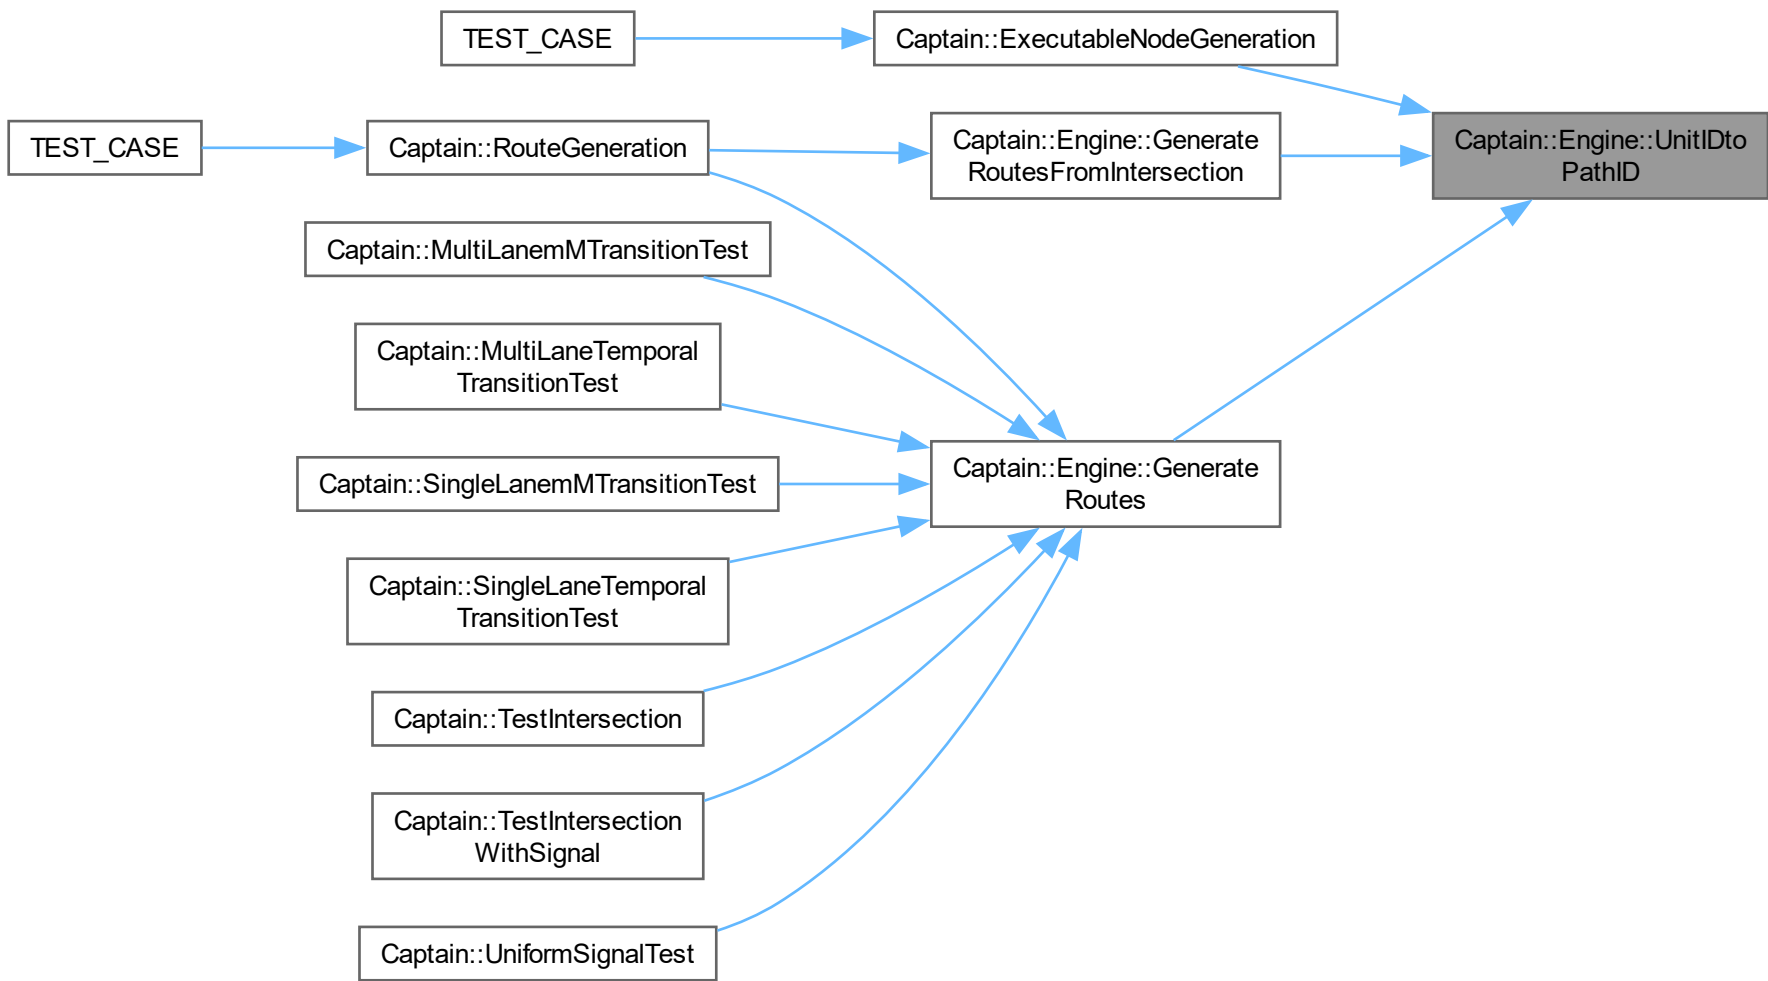 TEST_CASE
Captain::ExecutableNodeGeneration
TEST_CASE
Captain::RouteGeneration
Captain::Engine::Generate
RoutesFromIntersection
Captain::Engine::UnitIDto
PathID
Captain::MultiLanemMTransitionTest
Captain::MultiLaneTemporal
TransitionTest
Captain::SingleLanemMTransitionTest
Captain::Engine::Generate
Routes
Captain::SingleLaneTemporal
TransitionTest
Captain::TestIntersection
Captain::TestIntersection
WithSignal
Captain::UniformSignalTest